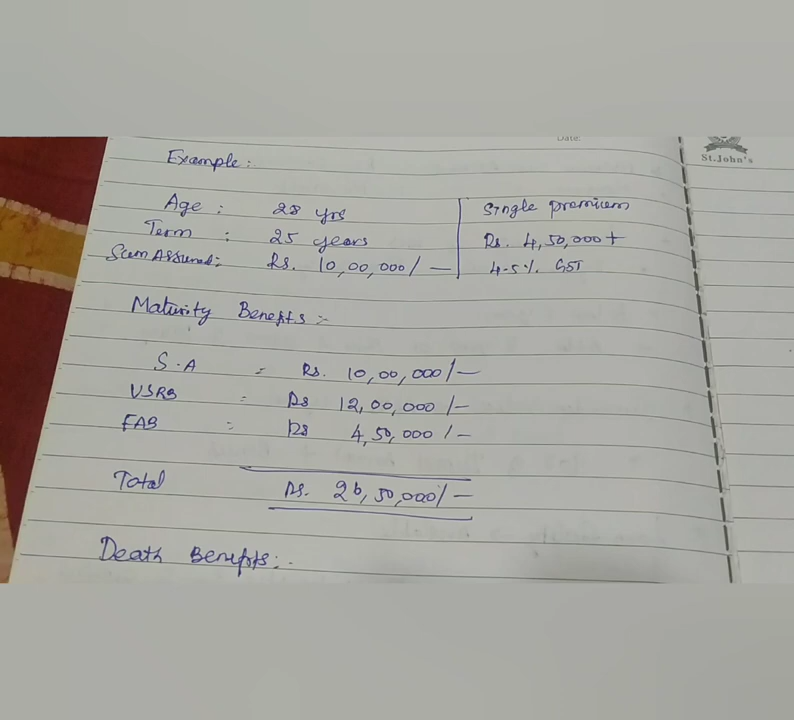 Date:
St. John's
Example:
Age : 28 yrs
Term : 25 years
Sum Assured: Rs. 10,00,000/-
Single premium
Rs. 4,50,000 +
4.5% GST
Maturity Benefits :-
S.A = Rs. 10,00,000/-
VSRB = Rs 12,00,000/-
FAB = Rs 4,50,000/-
Total Rs. 26,50,000/-
Death Benefits:-